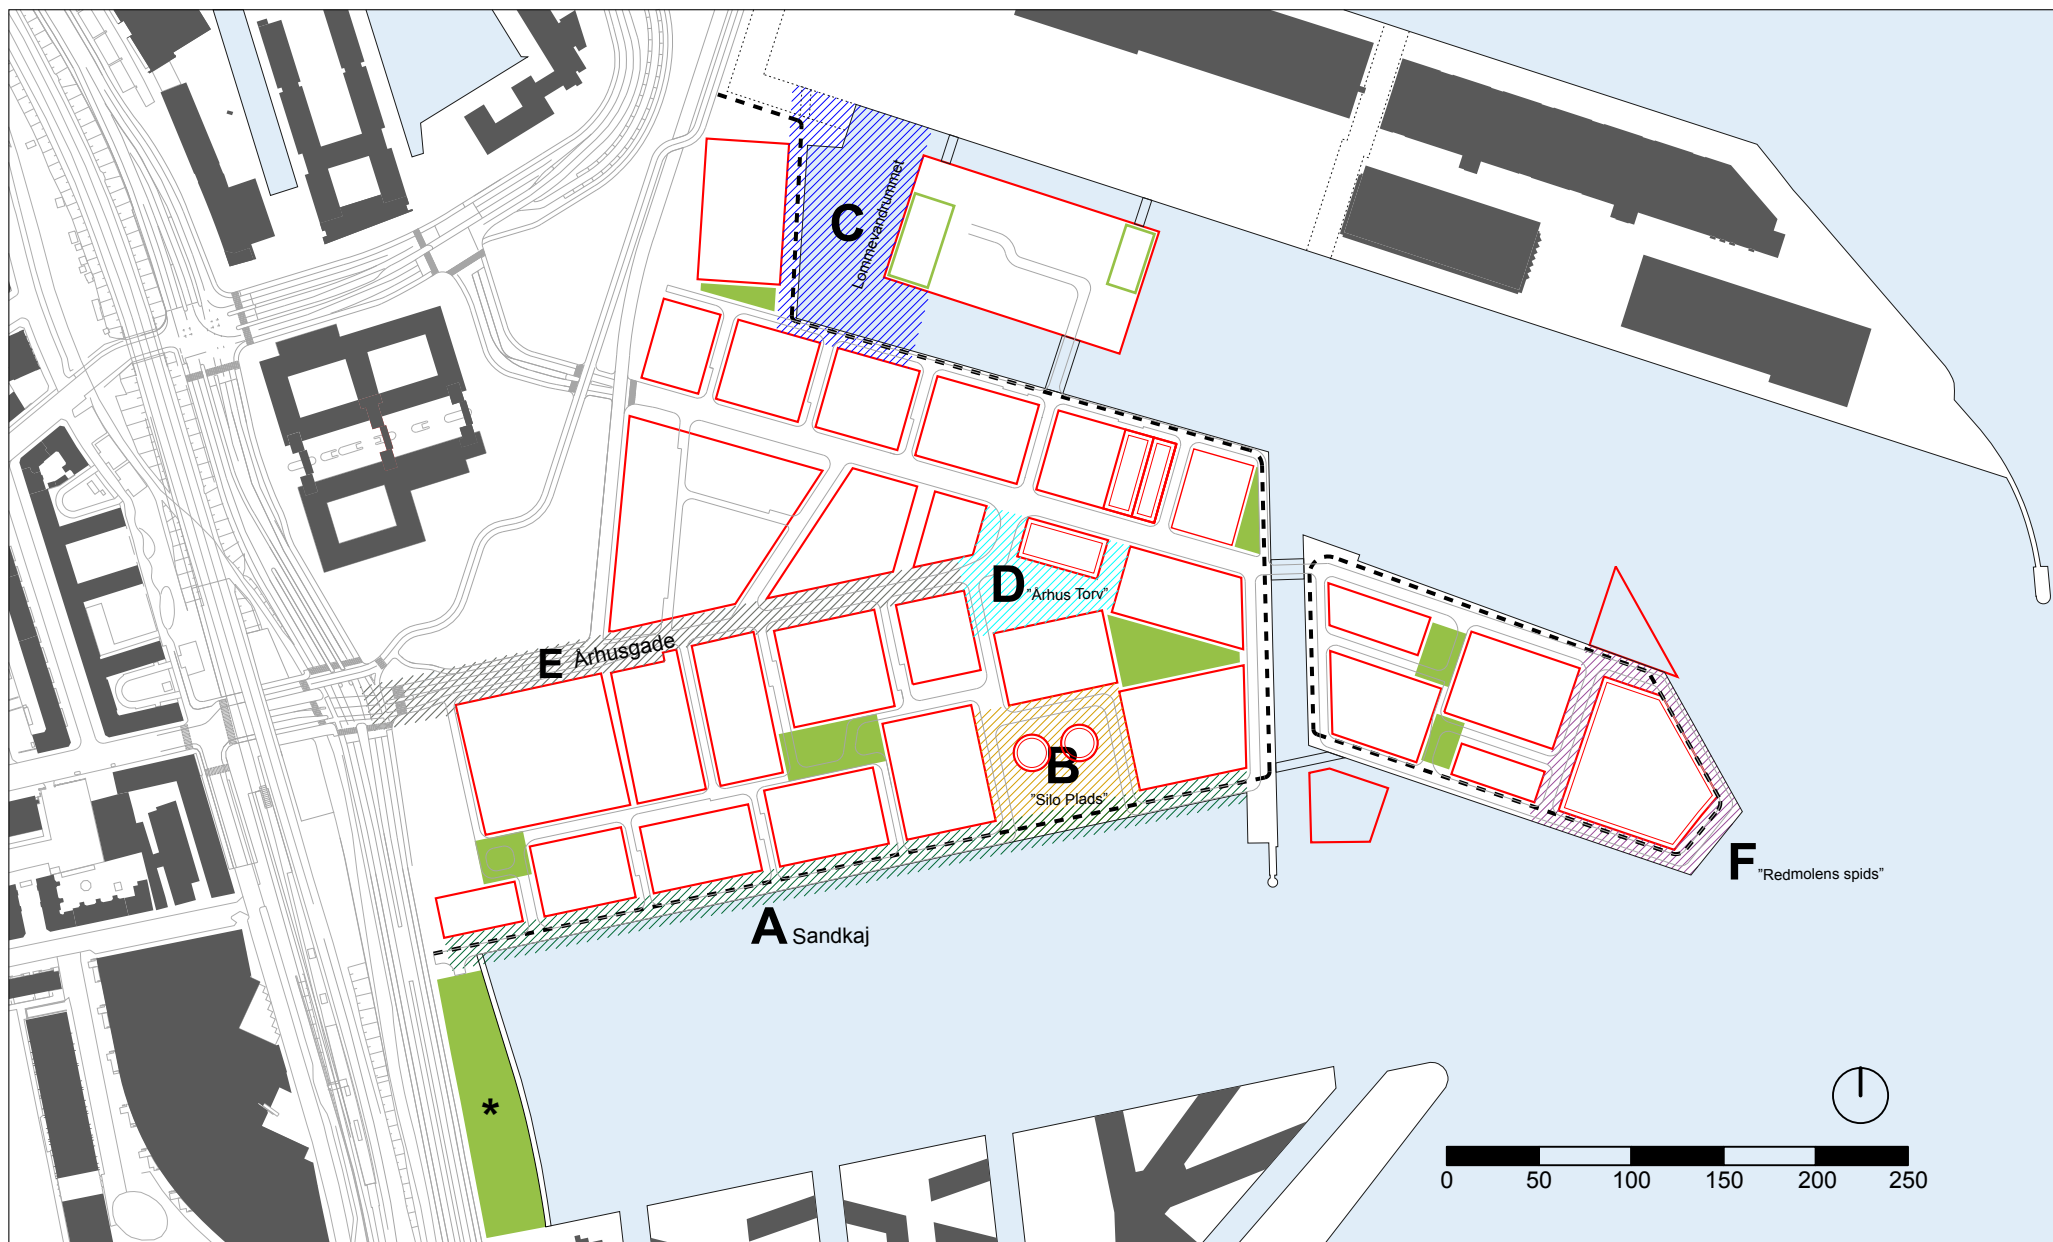 C
Lommevandrummet
D "Århus Torv"
E Århusgade
B
"Silo Plads"
F "Redmolens spids"
A Sandkaj
*
0 50 100 150 200 250